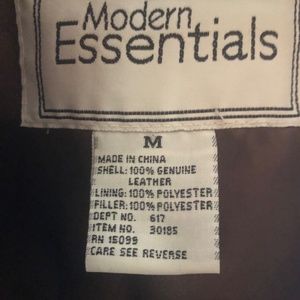 Modern
Essentials
M
MADE IN CHINA
SHELL: 100% GENUINE
LEATHER
LINING: 100% POLYESTER
FILLER: 100% POLYESTER
DEPT NO. 617
ITEM NO. 30185
RN 15099
CARE SEE REVERSE